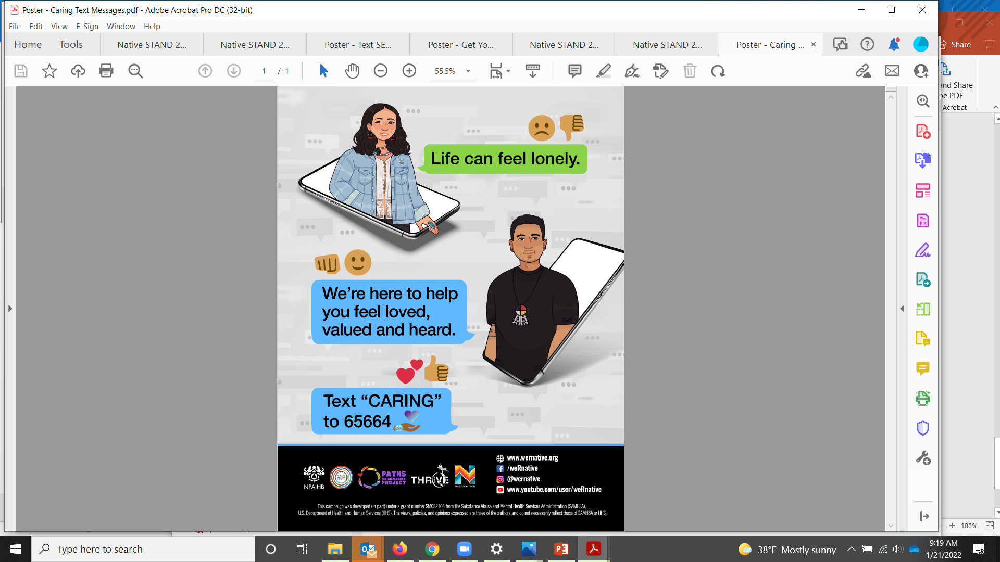 Poster - Caring Text Messages.pdf - Adobe Acrobat Pro DC (32-bit)
File Edit View E-Sign Window Help
Home Tools Native STAND 2... Native STAND 2... Poster - Text SE... Poster - Get Yo... Native STAND 2... Native STAND 2... Poster - Caring ... ×
Share
1 / 1 55.5%
and Share
PDF
Acrobat
Life can feel lonely.
We’re here to help
you feel loved,
valued and heard.
Text “CARING”
to 65664
NPAIHB
HEALTHY NATIVE YOUTH
PATHS
(RE)MEMBERED
PROJECT
THRIVE
WERNATIVE
www.wernative.org
/weRnative
@wernative
www.youtube.com/user/weRnative
This campaign was developed (in part) under a grant number SM082106 from the Substance Abuse and Mental Health Services Administration (SAMHSA),
U.S. Department of Health and Human Services (HHS). The views, policies, and opinions expressed are those of the authors and do not necessarily reflect those of SAMHSA or HHS.
100%
Type here to search
38°F Mostly sunny
9:19 AM
1/21/2022